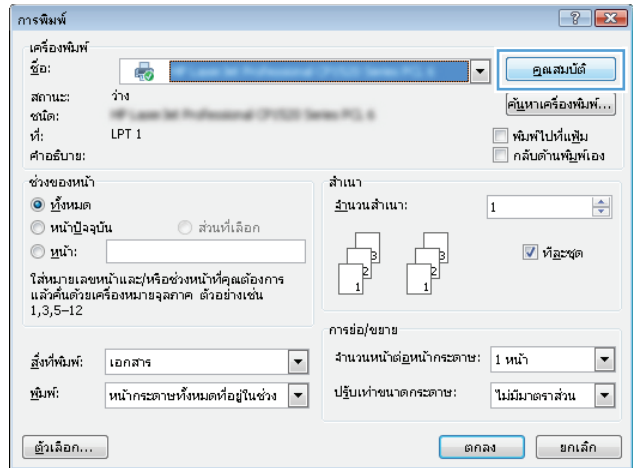 การพิมพ์
เครื่องพิมพ์
ชื่อ:
คุณสมบัติ
สถานะ: ว่าง
ค้นหาเครื่องพิมพ์...
ชนิด:
ที่: LPT 1
พิมพ์ไปที่แฟ้ม
คำอธิบาย:
กลับด้านพิมพ์เอง
ช่วงของหน้า
ทั้งหมด
หน้าปัจจุบัน ส่วนที่เลือก
หน้า:
ใส่หมายเลขหน้าและ/หรือช่วงหน้าที่คุณต้องการ
แล้วคั่นด้วยเครื่องหมายจุลภาค ตัวอย่างเช่น
1,3,5–12
สำเนา
จำนวนสำเนา: 1
3 3
2 2
1 1
ทีละชุด
สิ่งที่พิมพ์: เอกสาร
พิมพ์: หน้ากระดาษทั้งหมดที่อยู่ในช่วง
การย่อ/ขยาย
จำนวนหน้าต่อหน้ากระดาษ: 1 หน้า
ปรับเท่าขนาดกระดาษ: ไม่มีมาตราส่วน
ตัวเลือก...
ตกลง ยกเลิก